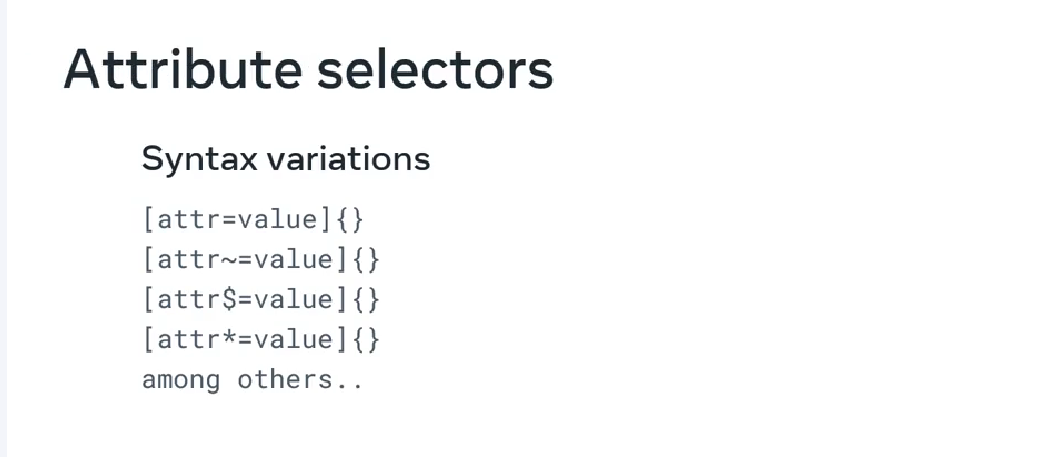 Attribute selectors
Syntax variations
[attr=value]{}
[attr~=value]{}
[attr$=value]{}
[attr*=value]{}
among others..